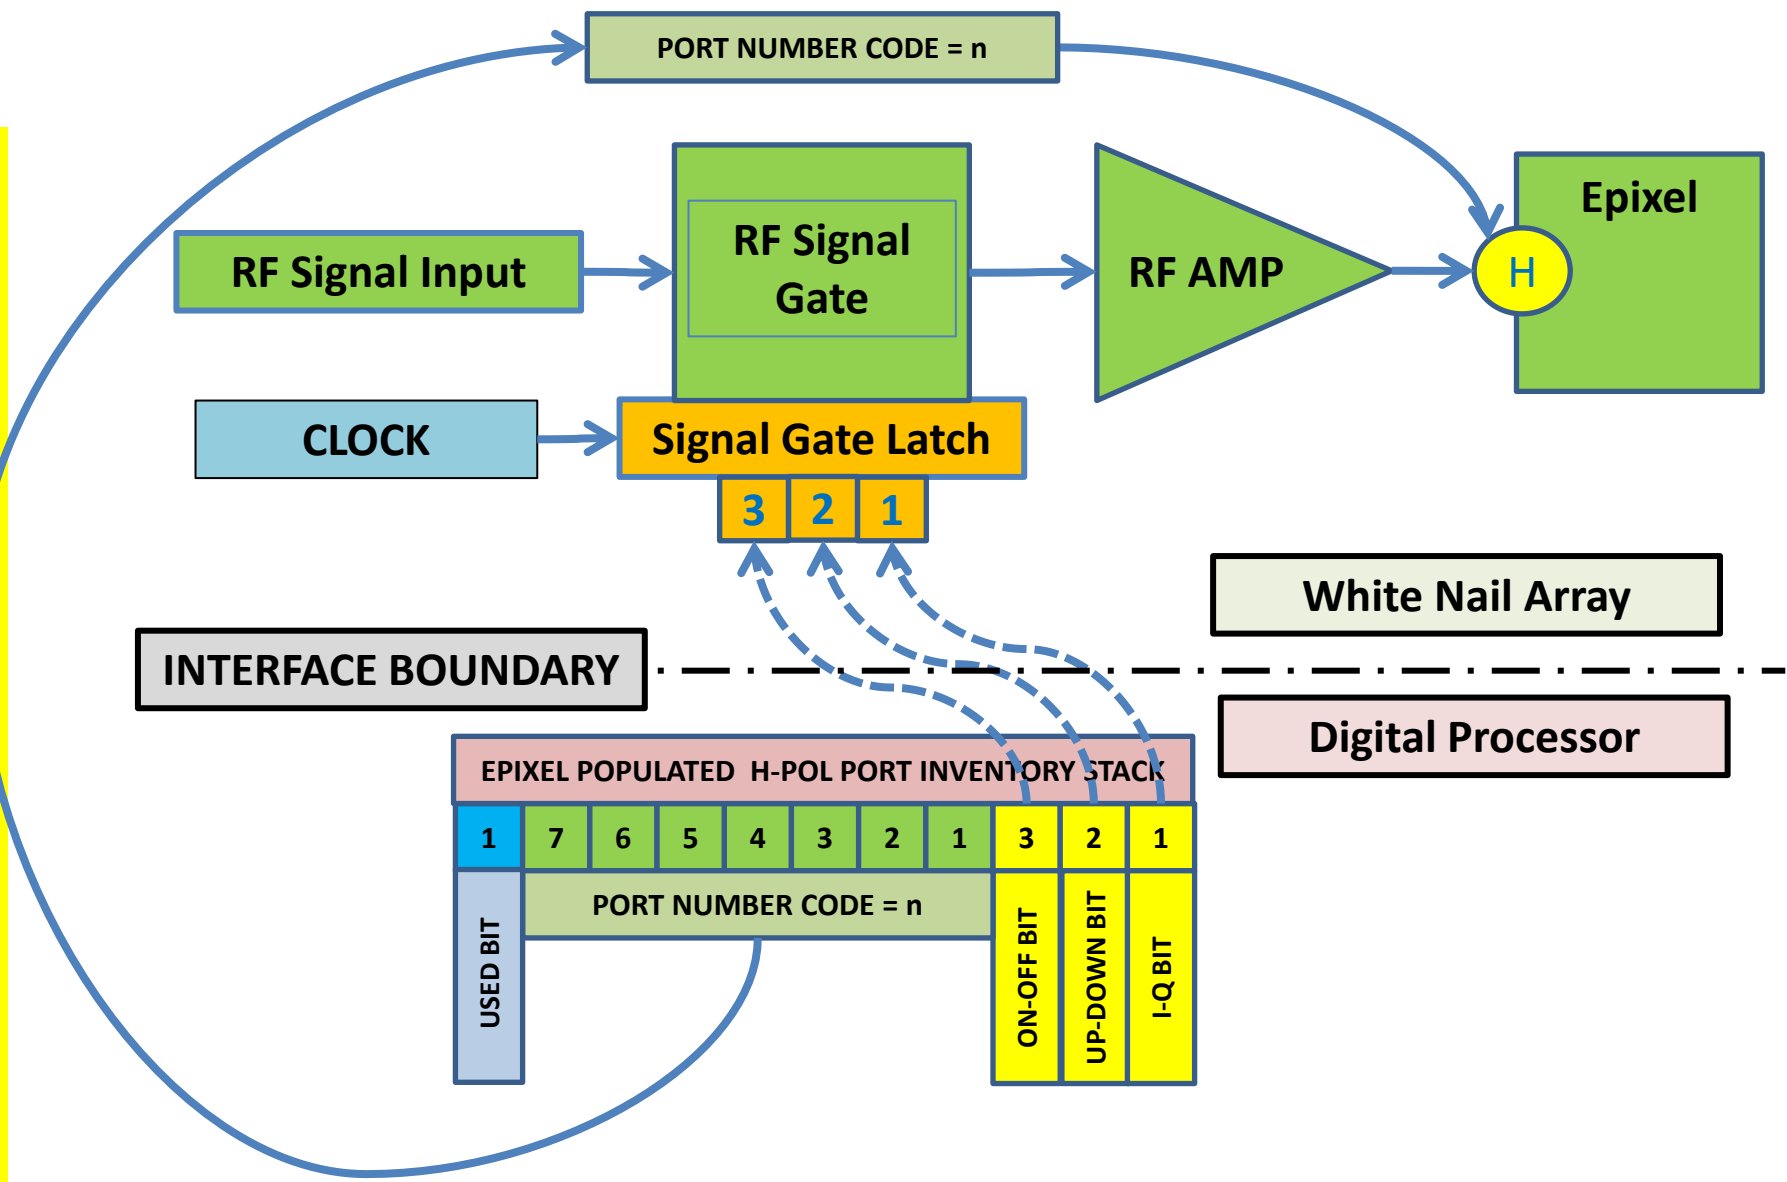 PORT NUMBER CODE = n
Epixel
RF Signal
Gate
RF Signal Input
RF AMP
H
CLOCK
Signal Gate Latch
3 2 1
White Nail Array
INTERFACE BOUNDARY
Digital Processor
EPIXEL POPULATED H-POL PORT INVENTORY STACK
1 7 6 5 4 3 2 1 3 2 1
PORT NUMBER CODE = n
USED BIT
ON-OFF BIT
UP-DOWN BIT
I-Q BIT